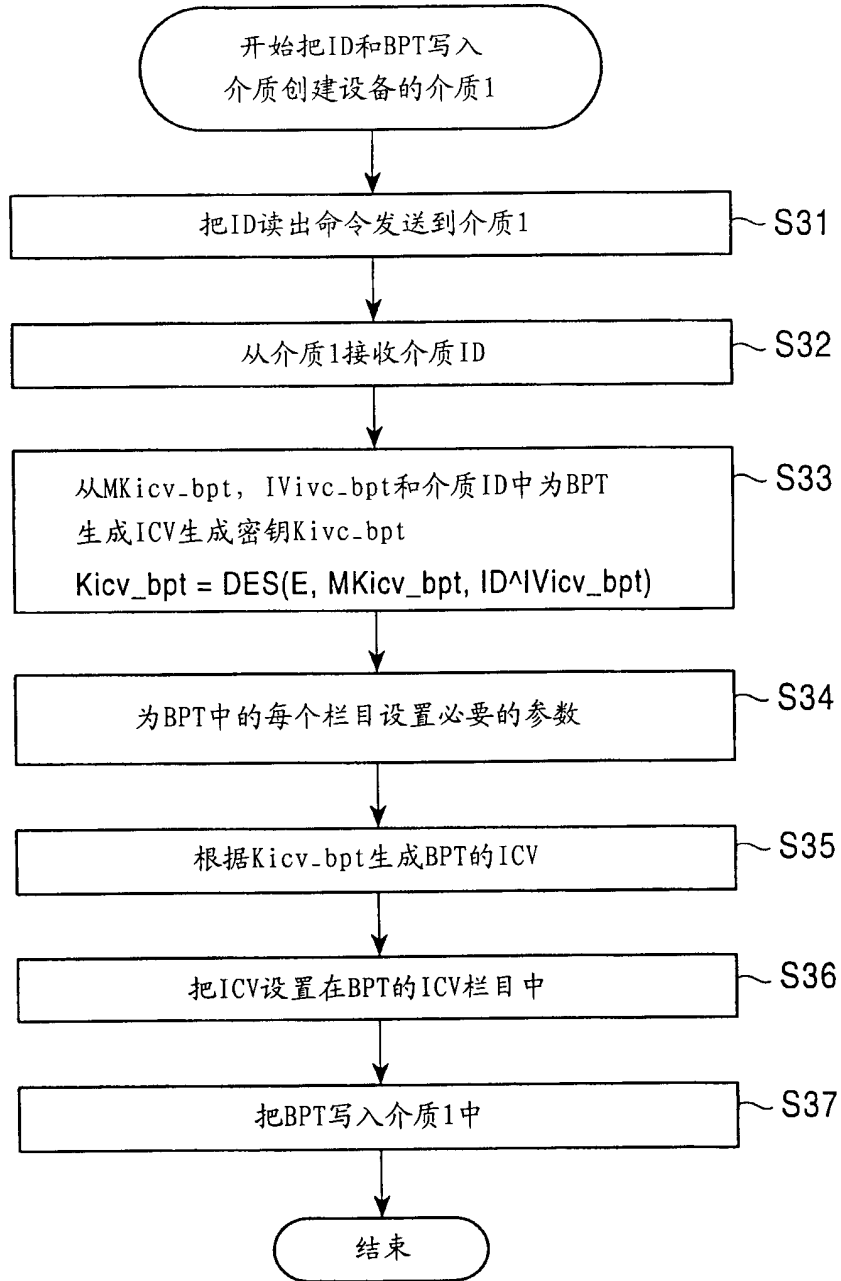 开始把ID和BPT写入
介质创建设备的介质1
把ID读出命令发送到介质1
S31
从介质1接收介质ID
S32
从MKicv_bpt, IVivc_bpt和介质ID中为BPT
生成ICV生成密钥Kivc_bpt
Kicv_bpt = DES(E, MKicv_bpt, ID^IVicv_bpt)
S33
为BPT中的每个栏目设置必要的参数
S34
根据Kicv_bpt生成BPT的ICV
S35
把ICV设置在BPT的ICV栏目中
S36
把BPT写入介质1中
S37
结束